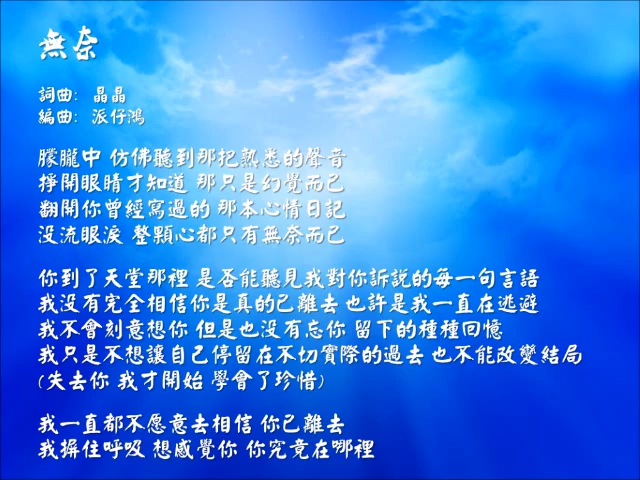 無奈
詞曲: 晶晶
編曲: 派仔鴻
朦朧中 仿佛聽到那把熟悉的聲音
掙開眼睛才知道 那只是幻覺而已
翻開你曾經寫過的 那本心情日記
没流眼淚 整顆心都只有無奈而已
你到了天堂那裡 是否能聽見我對你訴説的每一句言語
我没有完全相信你是真的已離去 也許是我一直在逃避
我不會刻意想你 但是也没有忘你 留下的種種回憶
我只是不想讓自己停留在不切實際的過去 也不能改變結局
(失去你 我才開始 學會了珍惜)
我一直都不愿意去相信 你已離去
我摒住呼吸 想感覺你 你究竟在哪裡